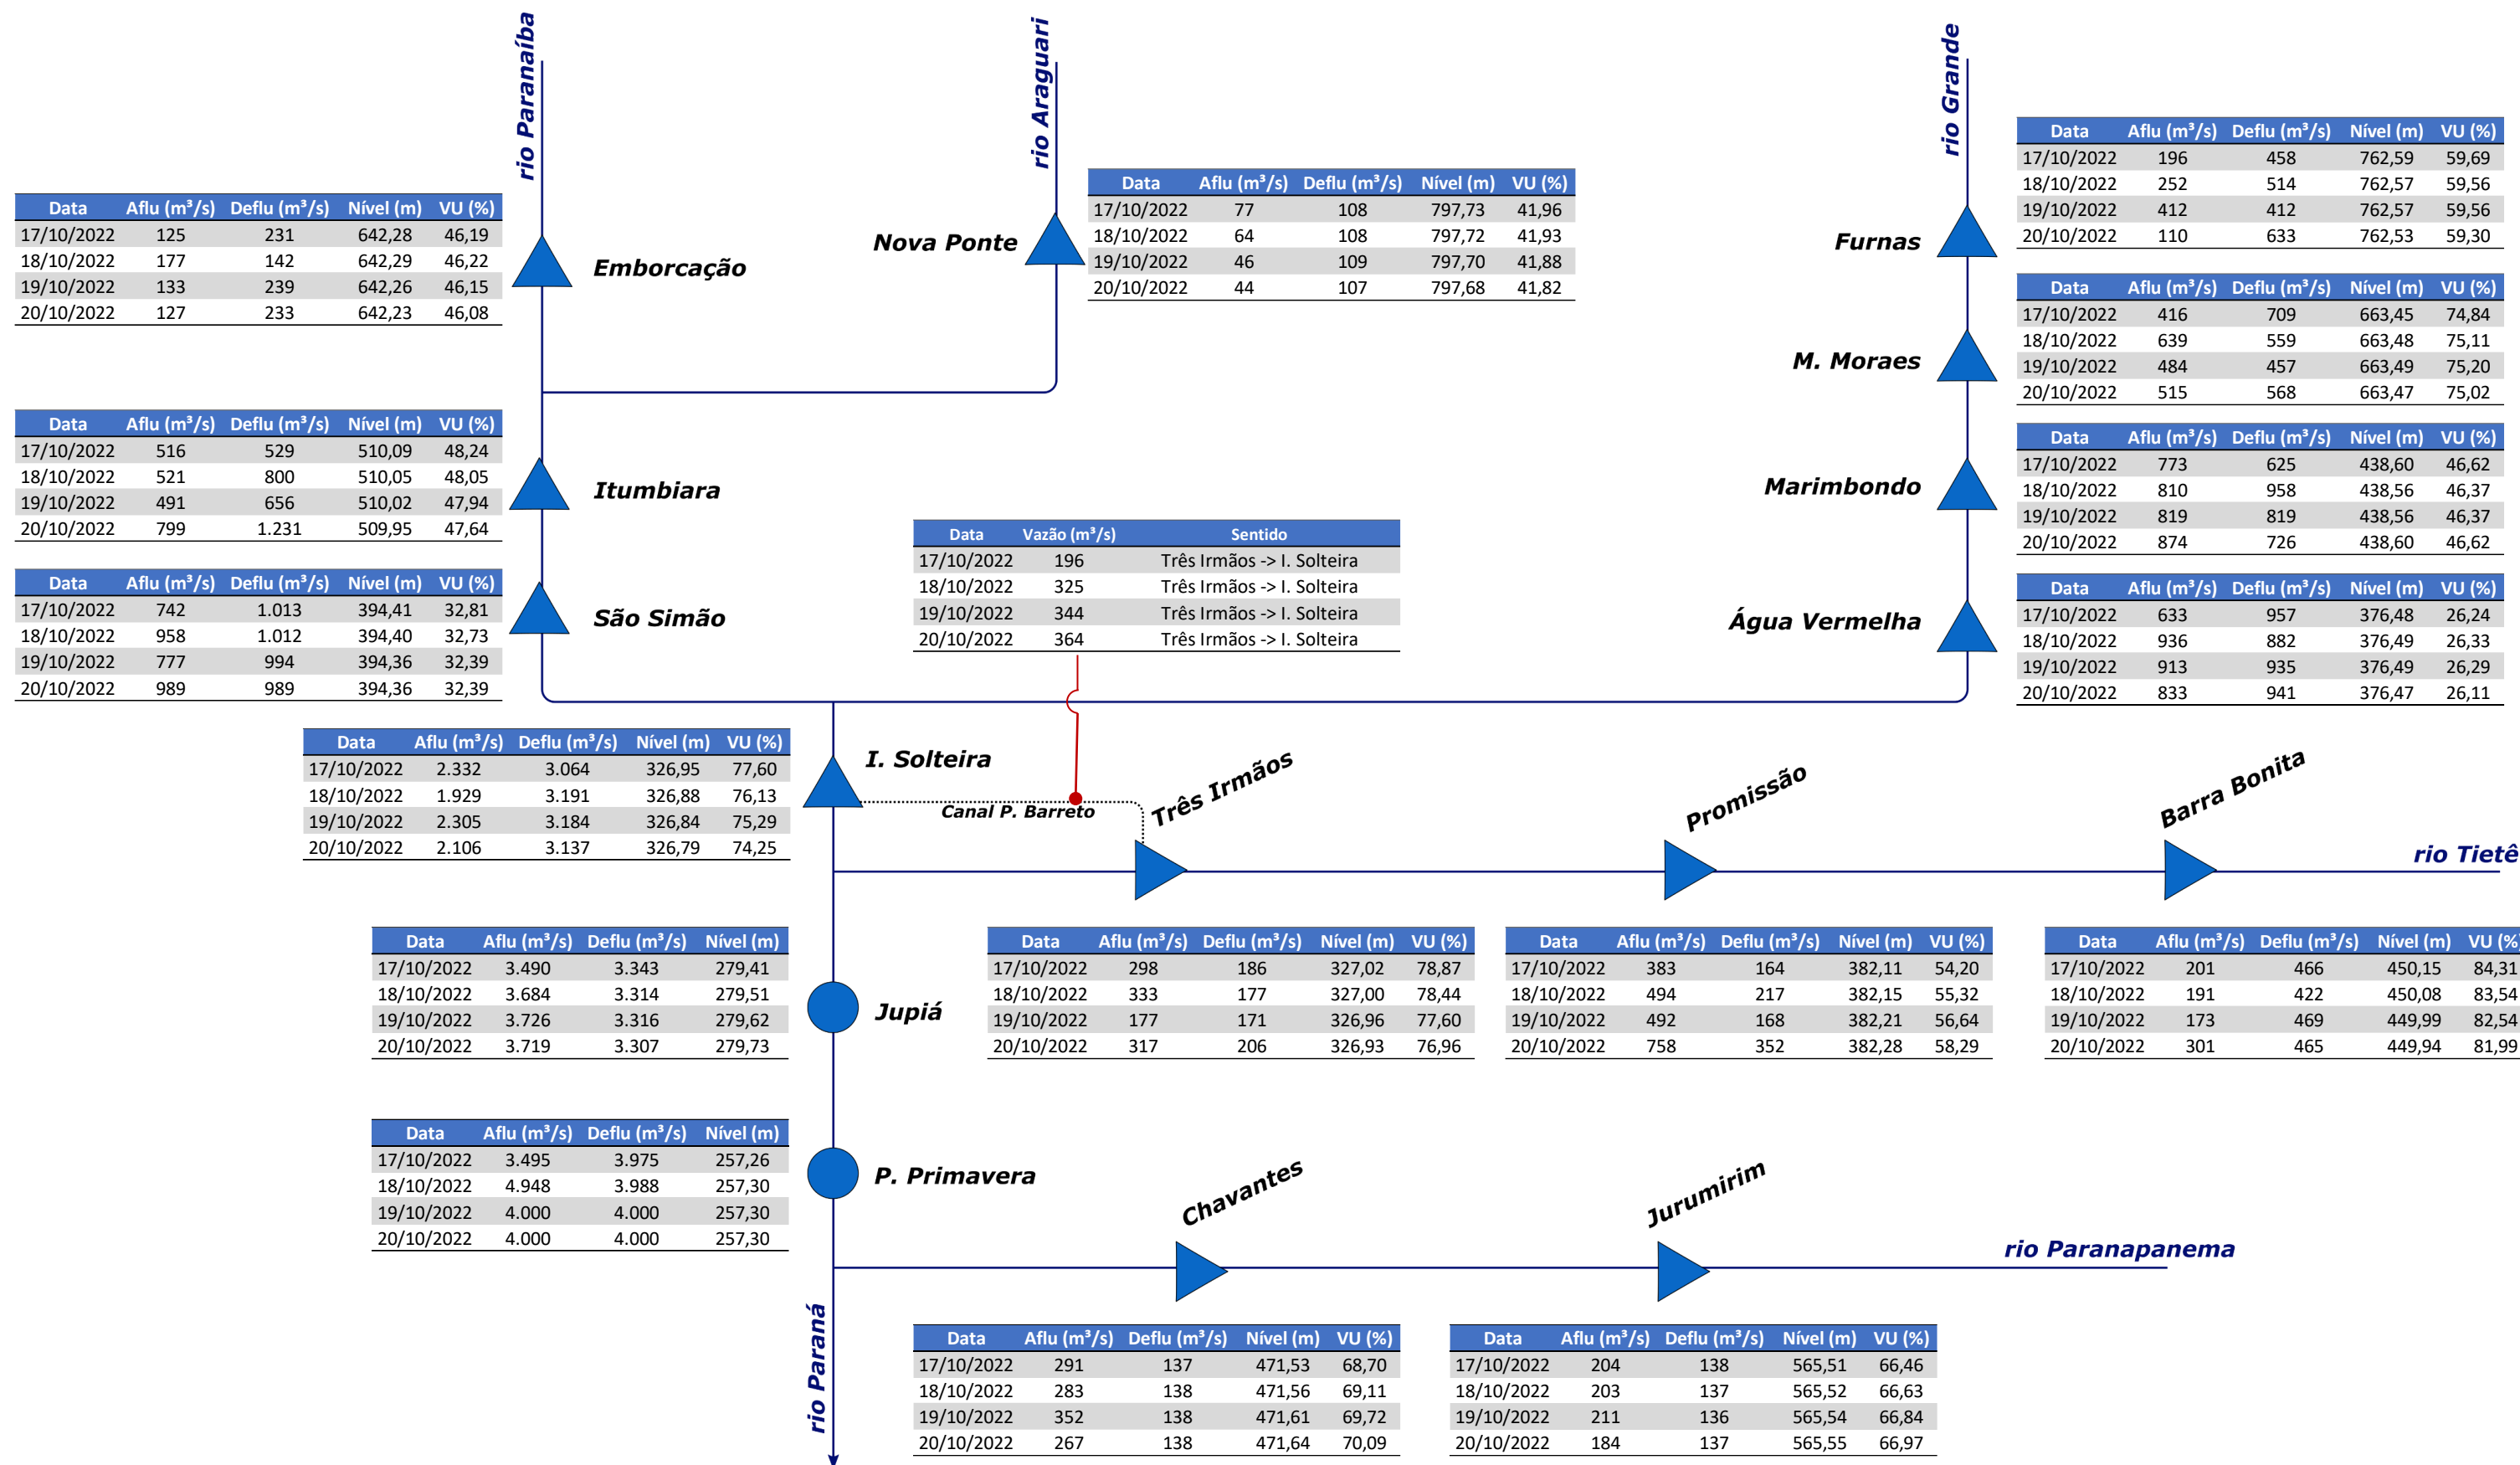 rio Paranaíba
rio Araguari
rio Grande
Data Aflu (m³/s) Deflu (m³/s) Nível (m) VU (%)
17/10/2022 196 458 762,59 59,69
18/10/2022 252 514 762,57 59,56
19/10/2022 412 412 762,57 59,56
20/10/2022 110 633 762,53 59,30
Furnas
Data Aflu (m³/s) Deflu (m³/s) Nível (m) VU (%)
17/10/2022 77 108 797,73 41,96
18/10/2022 64 108 797,72 41,93
19/10/2022 46 109 797,70 41,88
20/10/2022 44 107 797,68 41,82
Nova Ponte
Data Aflu (m³/s) Deflu (m³/s) Nível (m) VU (%)
17/10/2022 125 231 642,28 46,19
18/10/2022 177 142 642,29 46,22
19/10/2022 133 239 642,26 46,15
20/10/2022 127 233 642,23 46,08
Emborcação
Data Aflu (m³/s) Deflu (m³/s) Nível (m) VU (%)
17/10/2022 416 709 663,45 74,84
18/10/2022 639 559 663,48 75,11
19/10/2022 484 457 663,49 75,20
20/10/2022 515 568 663,47 75,02
M. Moraes
Data Aflu (m³/s) Deflu (m³/s) Nível (m) VU (%)
17/10/2022 516 529 510,09 48,24
18/10/2022 521 800 510,05 48,05
19/10/2022 491 656 510,02 47,94
20/10/2022 799 1.231 509,95 47,64
Itumbiara
Data Aflu (m³/s) Deflu (m³/s) Nível (m) VU (%)
17/10/2022 773 625 438,60 46,62
18/10/2022 810 958 438,56 46,37
19/10/2022 819 819 438,56 46,37
20/10/2022 874 726 438,60 46,62
Marimbondo
Data Vazão (m³/s) Sentido
17/10/2022 196 Três Irmãos -> I. Solteira
18/10/2022 325 Três Irmãos -> I. Solteira
19/10/2022 344 Três Irmãos -> I. Solteira
20/10/2022 364 Três Irmãos -> I. Solteira
Data Aflu (m³/s) Deflu (m³/s) Nível (m) VU (%)
17/10/2022 742 1.013 394,41 32,81
18/10/2022 958 1.012 394,40 32,73
19/10/2022 777 994 394,36 32,39
20/10/2022 989 989 394,36 32,39
São Simão
Data Aflu (m³/s) Deflu (m³/s) Nível (m) VU (%)
17/10/2022 633 957 376,48 26,24
18/10/2022 936 882 376,49 26,33
19/10/2022 913 935 376,49 26,29
20/10/2022 833 941 376,47 26,11
Água Vermelha
Data Aflu (m³/s) Deflu (m³/s) Nível (m) VU (%)
17/10/2022 2.332 3.064 326,95 77,60
18/10/2022 1.929 3.191 326,88 76,13
19/10/2022 2.305 3.184 326,84 75,29
20/10/2022 2.106 3.137 326,79 74,25
I. Solteira
Canal P. Barreto
Três Irmãos
Promissão
Barra Bonita
rio Tietê
Data Aflu (m³/s) Deflu (m³/s) Nível (m)
17/10/2022 3.490 3.343 279,41
18/10/2022 3.684 3.314 279,51
19/10/2022 3.726 3.316 279,62
20/10/2022 3.719 3.307 279,73
Jupiá
Data Aflu (m³/s) Deflu (m³/s) Nível (m) VU (%)
17/10/2022 298 186 327,02 78,87
18/10/2022 333 177 327,00 78,44
19/10/2022 177 171 326,96 77,60
20/10/2022 317 206 326,93 76,96
Data Aflu (m³/s) Deflu (m³/s) Nível (m) VU (%)
17/10/2022 383 164 382,11 54,20
18/10/2022 494 217 382,15 55,32
19/10/2022 492 168 382,21 56,64
20/10/2022 758 352 382,28 58,29
Data Aflu (m³/s) Deflu (m³/s) Nível (m) VU (%)
17/10/2022 201 466 450,15 84,31
18/10/2022 191 422 450,08 83,54
19/10/2022 173 469 449,99 82,54
20/10/2022 301 465 449,94 81,99
Data Aflu (m³/s) Deflu (m³/s) Nível (m)
17/10/2022 3.495 3.975 257,26
18/10/2022 4.948 3.988 257,30
19/10/2022 4.000 4.000 257,30
20/10/2022 4.000 4.000 257,30
P. Primavera
Chavantes
Jurumirim
rio Paranapanema
rio Paraná
Data Aflu (m³/s) Deflu (m³/s) Nível (m) VU (%)
17/10/2022 291 137 471,53 68,70
18/10/2022 283 138 471,56 69,11
19/10/2022 352 138 471,61 69,72
20/10/2022 267 138 471,64 70,09
Data Aflu (m³/s) Deflu (m³/s) Nível (m) VU (%)
17/10/2022 204 138 565,51 66,46
18/10/2022 203 137 565,52 66,63
19/10/2022 211 136 565,54 66,84
20/10/2022 184 137 565,55 66,97